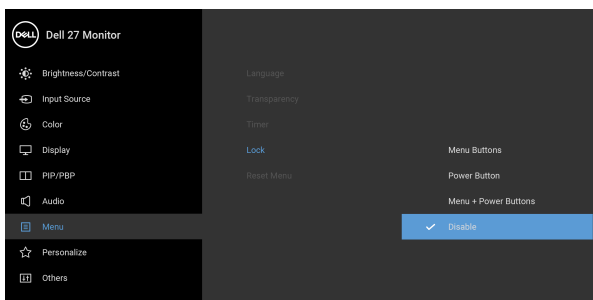 DELL Dell 27 Monitor
Brightness/Contrast
Language
Input Source
Transparency
Color
Timer
Display
Lock
Menu Buttons
PIP/PBP
Reset Menu
Power Button
Audio
Menu + Power Buttons
Menu
Disable
Personalize
Others